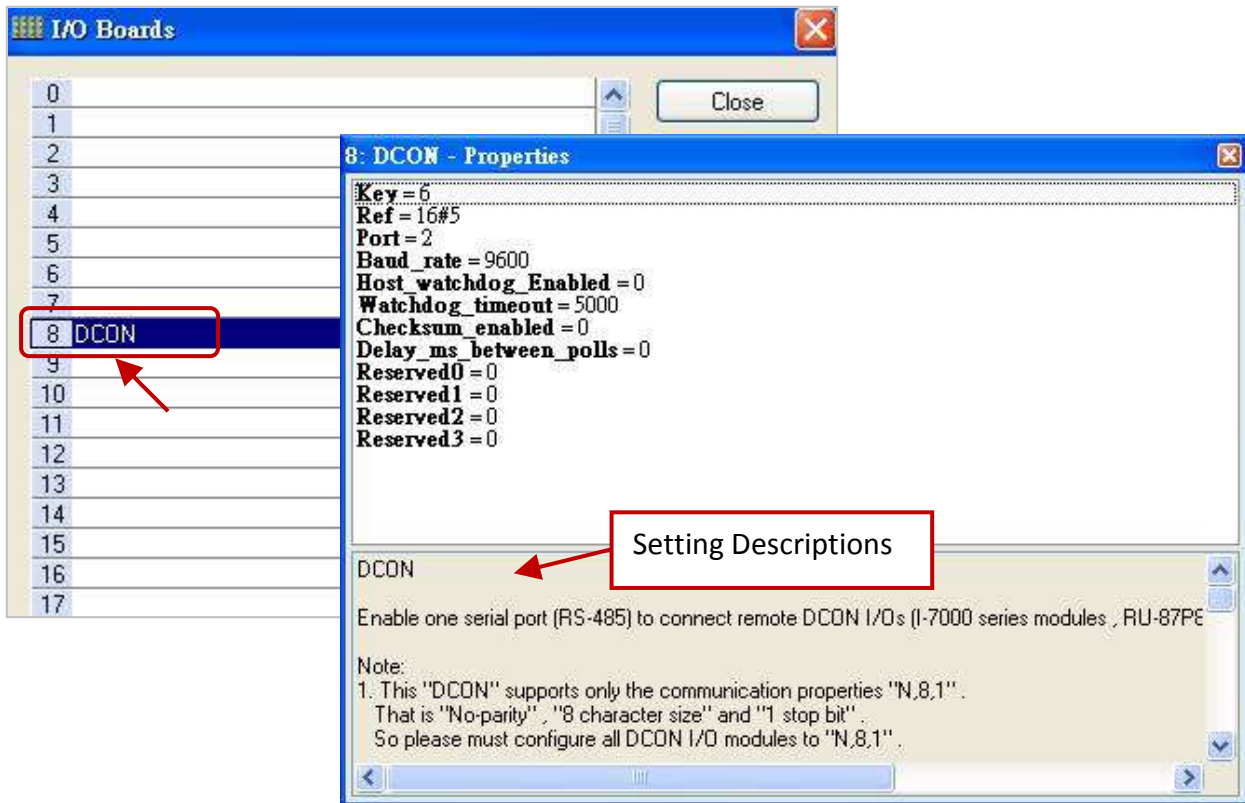 I/O Boards
0
Close
1
2
8: DCON - Properties
3
Key = 6
4
Ref = 16#5
5
Port = 2
6
Baud_rate = 9600
7
Host_watchdog_Enabled = 0
Watchdog_timeout = 5000
8 DCON
Checksum_enabled = 0
9
Delay_ms_between_polls = 0
10
Reserved0 = 0
11
Reserved1 = 0
12
Reserved2 = 0
13
Reserved3 = 0
14
15
16
17
Setting Descriptions
DCON
Enable one serial port (RS-485) to connect remote DCON I/Os (I-7000 series modules , RU-87P
Note:
1. This "DCON" supports only the communication properties "N,8,1" .
That is "No-parity" , "8 character size" and "1 stop bit" .
So please must configure all DCON I/O modules to "N,8,1" .